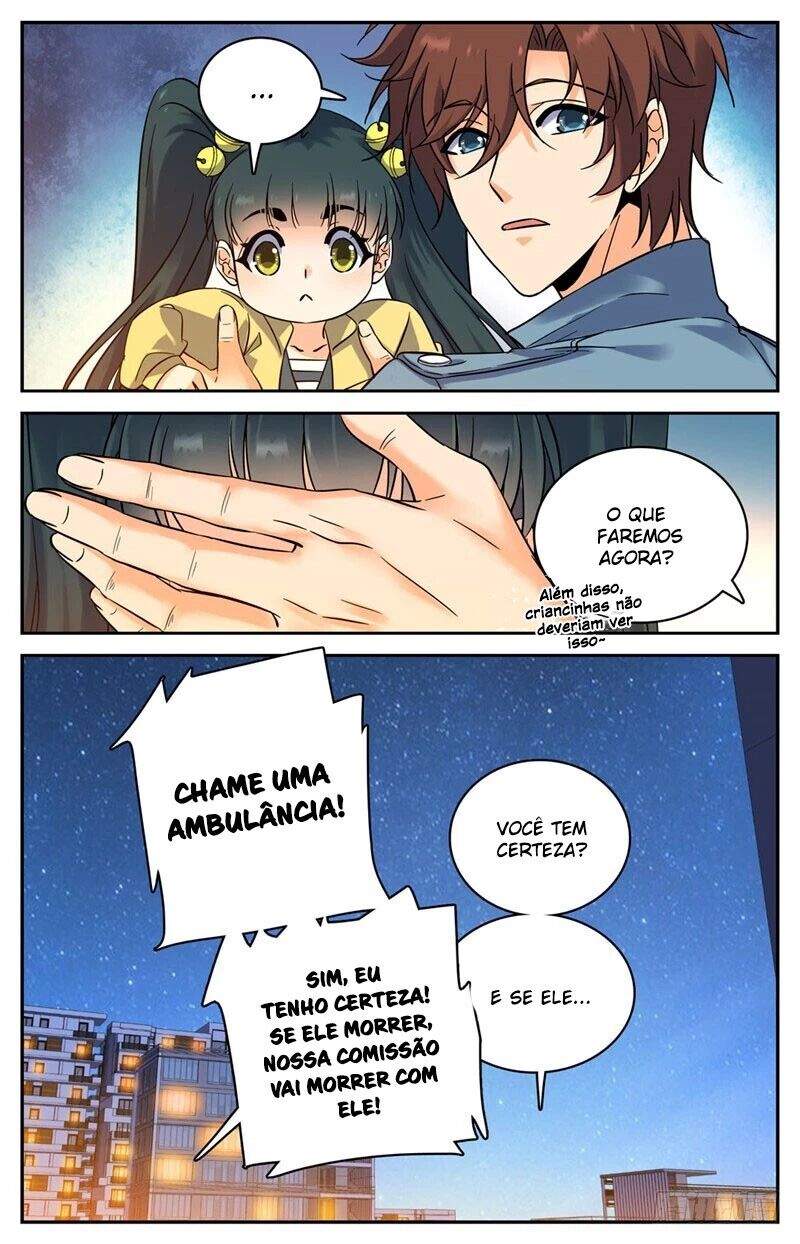 ...
O QUE
FAREMOS
AGORA?
Além disso,
criancinhas não
deveriam ver
isso~
CHAME UMA
AMBULÂNCIA!
VOCÊ TEM
CERTEZA?
SIM, EU
TENHO CERTEZA!
SE ELE MORRER,
NOSSA COMISSÃO
VAI MORRER COM
ELE!
E SE ELE...